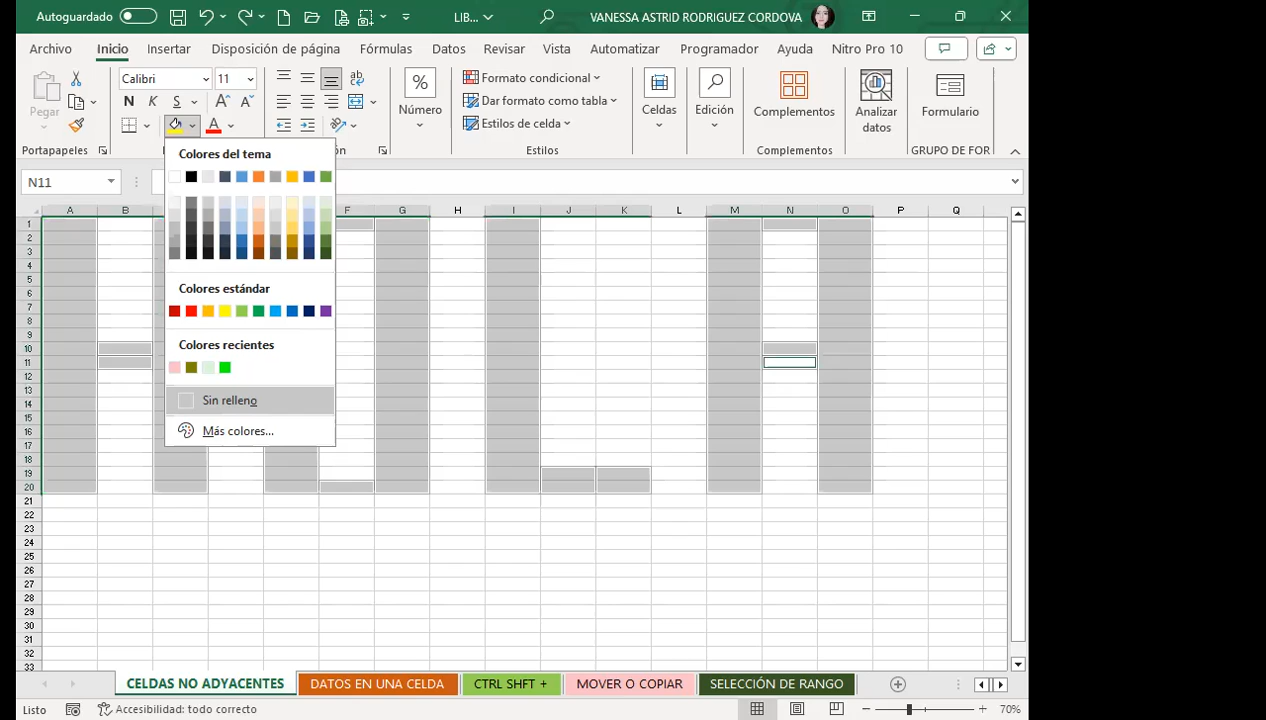 Autoguardado LIB... VANESSA ASTRID RODRIGUEZ CORDOVA
Archivo Inicio Insertar Disposición de página Fórmulas Datos Revisar Vista Automatizar Programador Ayuda Nitro Pro 10
Pegar
Calibri 11
N K S A A
A
ab
%
Número
Formato condicional
Dar formato como tabla
Estilos de celda
Celdas
Edición
Complementos
Analizar
datos
Formulario
Portapapeles Estilos Complementos GRUPO DE FOR
N11
Colores del tema
Colores estándar
Colores recientes
Sin relleno
Más colores...
A B F G H I J K L M N O P Q
1
2
3
4
5
6
7
8
9
10
11
12
13
14
15
16
17
18
19
20
21
22
23
24
25
26
27
28
29
30
31
32
33
CELDAS NO ADYACENTES DATOS EN UNA CELDA CTRL SHFT + MOVER O COPIAR SELECCIÓN DE RANGO
Listo Accesibilidad: todo correcto 70%